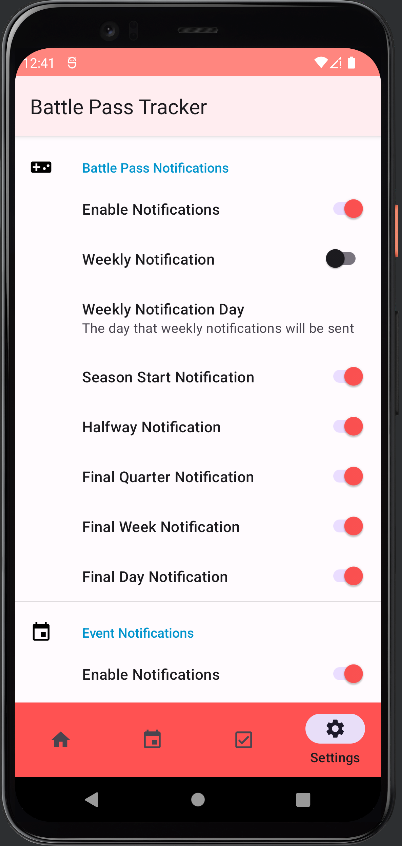 12:41
Battle Pass Tracker
Battle Pass Notifications
Enable Notifications
Weekly Notification
Weekly Notification Day
The day that weekly notifications will be sent
Season Start Notification
Halfway Notification
Final Quarter Notification
Final Week Notification
Final Day Notification
Event Notifications
Enable Notifications
Settings